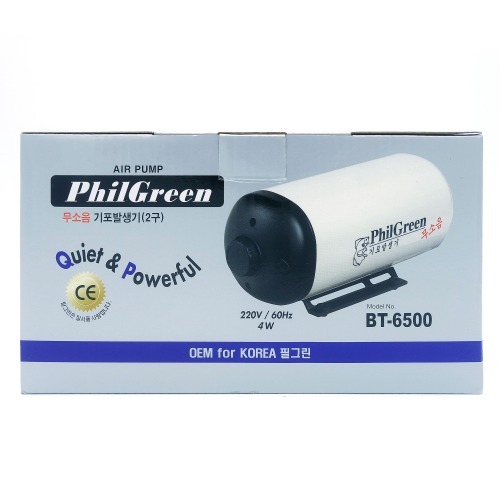 AIR PUMP
PhilGreen
무소음 기포발생기(2구)
Quiet & Powerful
CE
PhilGreen
기포발생기
무소음
220V / 60Hz
4W
Model No.
BT-6500
OEM for KOREA 필그린